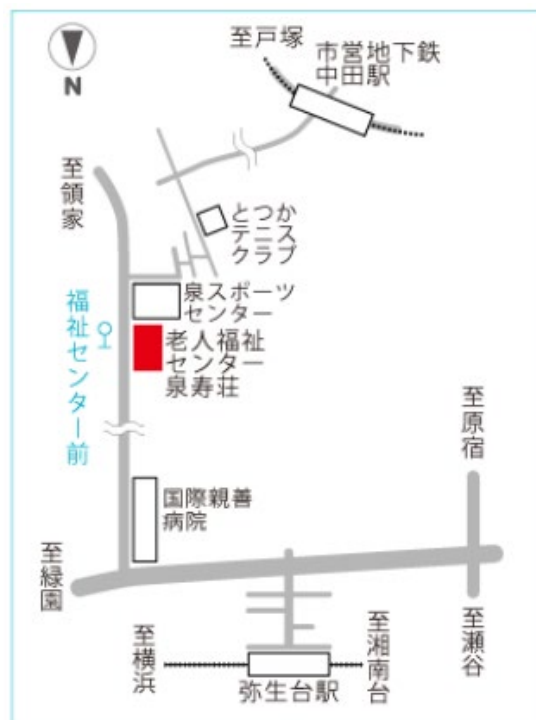 N
至戸塚
市営地下鉄
中田駅
至領家
とつか
テニス
クラブ
泉スポーツ
センター
福祉センター前
老人福祉
センター
泉寿荘
至原宿
国際親善
病院
至緑園
至横浜
弥生台駅
至湘南台
至瀬谷